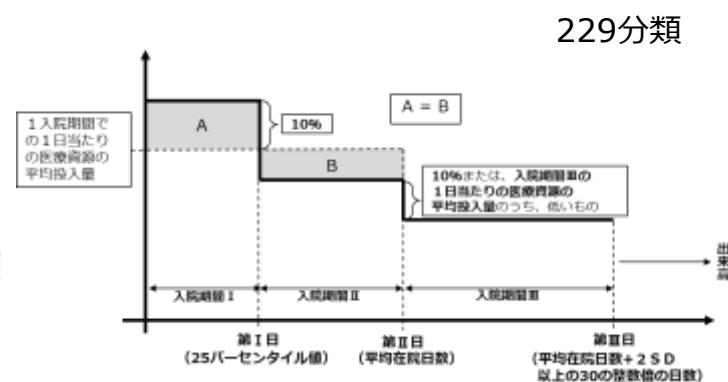 229分類
A = B
10%
A
1入院期間で
の1日当たり
の医療資源の
平均投入量
B
10%または、入院期間Ⅲの
1日当たりの医療資源の
平均投入量のうち、低いもの
出
来
高
入院期間Ⅰ
入院期間Ⅱ
入院期間Ⅲ
第Ⅰ日
(25パーセンタイル値)
第Ⅱ日
(平均在院日数)
第Ⅲ日
(平均在院日数+2SD
以上の30の整数倍の日数)